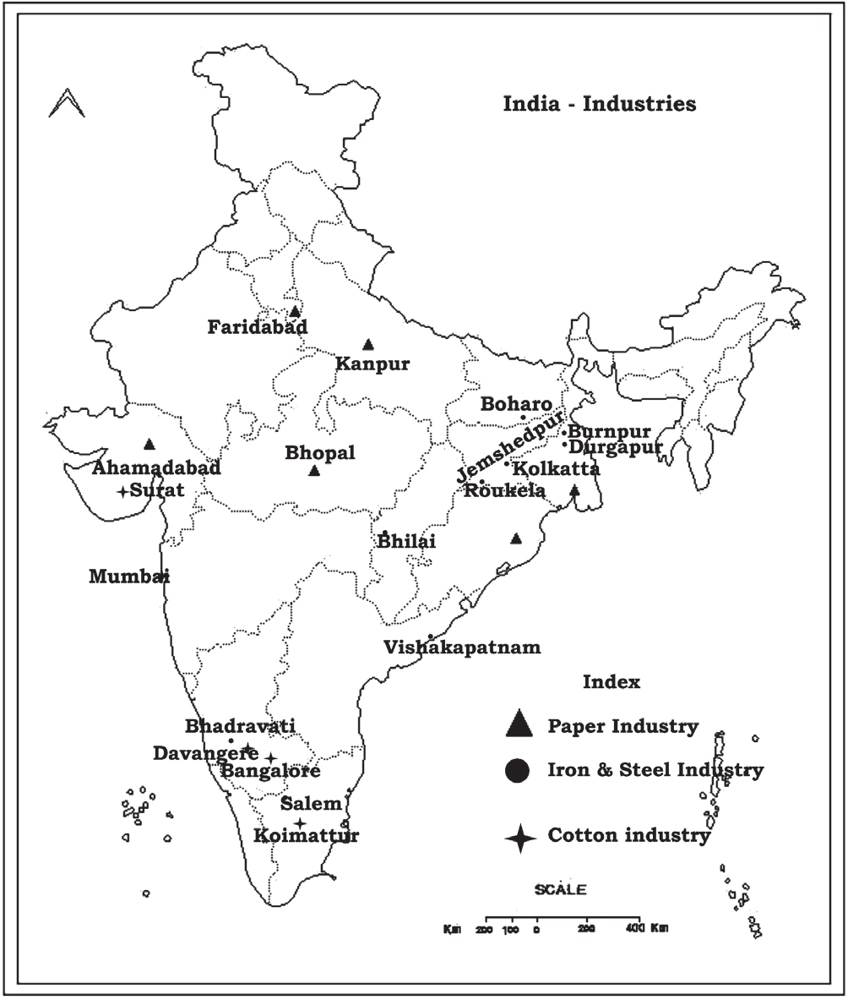 India - Industries
Faridabad
Kanpur
Boharo
Jemshedpur
Burnpur
Durgapur
Bhopal
Ahamadabad
Kolkatta
Surat
Roukela
Bhilai
Mumbai
Vishakapatnam
Index
Bhadravati
Paper Industry
Davangere
Bangalore
Iron & Steel Industry
Salem
Koimattur
Cotton industry
SCALE
Km 200 100 0 200 400 Km